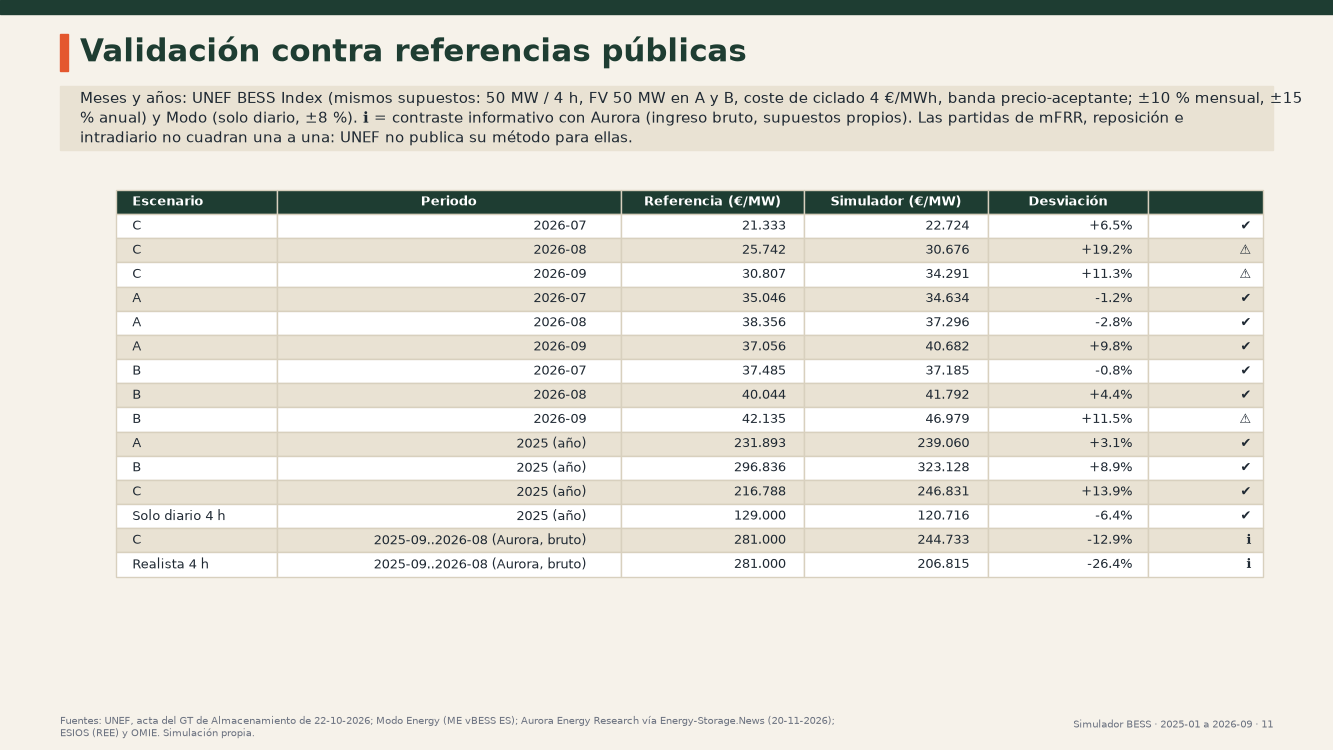 Validación contra referencias públicas
Meses y años: UNEF BESS Index (mismos supuestos: 50 MW / 4 h, FV 50 MW en A y B, coste de ciclado 4 €/MWh, banda precio-aceptante; ±10 % mensual, ±15
% anual) y Modo (solo diario, ±8 %). ℹ = contraste informativo con Aurora (ingreso bruto, supuestos propios). Las partidas de mFRR, reposición e
intradiario no cuadran una a una: UNEF no publica su método para ellas.
Escenario Periodo Referencia (€/MW) Simulador (€/MW) Desviación
C 2026-07 21.333 22.724 +6.5% ✔
C 2026-08 25.742 30.676 +19.2% ⚠
C 2026-09 30.807 34.291 +11.3% ⚠
A 2026-07 35.046 34.634 -1.2% ✔
A 2026-08 38.356 37.296 -2.8% ✔
A 2026-09 37.056 40.682 +9.8% ✔
B 2026-07 37.485 37.185 -0.8% ✔
B 2026-08 40.044 41.792 +4.4% ✔
B 2026-09 42.135 46.979 +11.5% ⚠
A 2025 (año) 231.893 239.060 +3.1% ✔
B 2025 (año) 296.836 323.128 +8.9% ✔
C 2025 (año) 216.788 246.831 +13.9% ✔
Solo diario 4 h 2025 (año) 129.000 120.716 -6.4% ✔
C 2025-09..2026-08 (Aurora, bruto) 281.000 244.733 -12.9% ℹ
Realista 4 h 2025-09..2026-08 (Aurora, bruto) 281.000 206.815 -26.4% ℹ
Fuentes: UNEF, acta del GT de Almacenamiento de 22-10-2026; Modo Energy (ME vBESS ES); Aurora Energy Research vía Energy-Storage.News (20-11-2026);
ESIOS (REE) y OMIE. Simulación propia.
Simulador BESS · 2025-01 a 2026-09 · 11